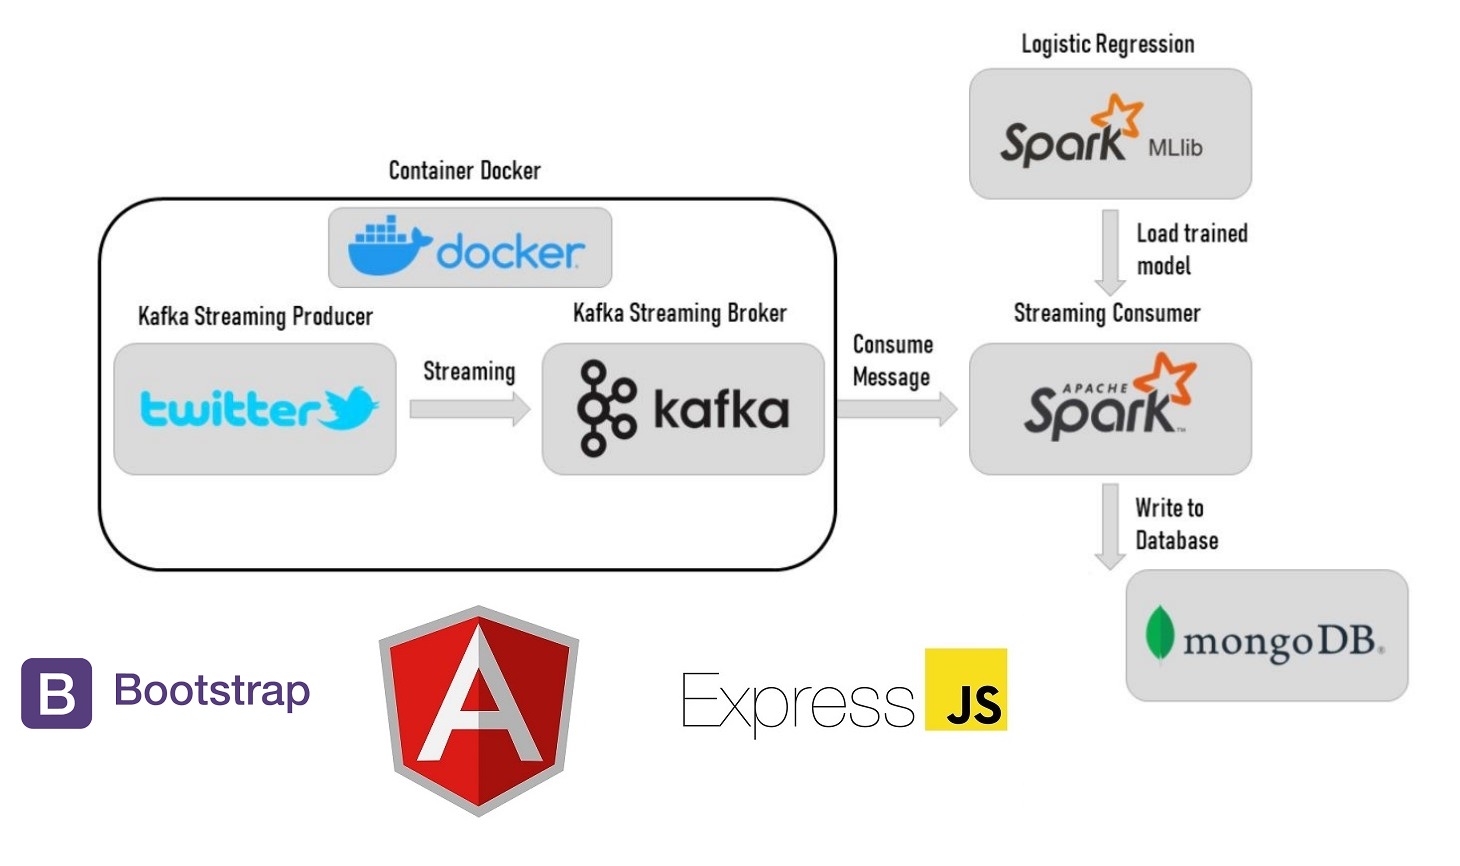 Logistic Regression
Spark MLlib
Container Docker
docker
Load trained
model
Kafka Streaming Producer
Kafka Streaming Broker
Streaming Consumer
twitter
Streaming
kafka
Consume
Message
APACHE
Spark™
Write to
Database
mongoDB®
B Bootstrap
A
Express JS